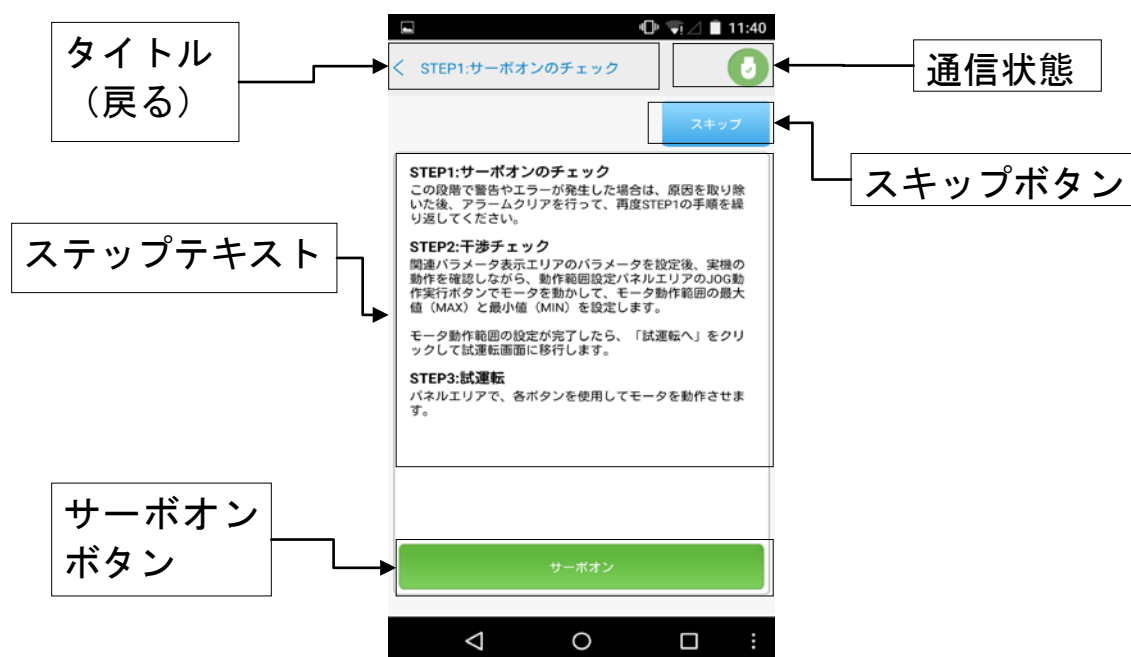 11:40
タイトル
（戻る）
STEP1:サーボオンのチェック
通信状態
スキップ
スキップボタン
STEP1:サーボオンのチェック
この段階で警告やエラーが発生した場合は、原因を取り除
いた後、アラームクリアを行って、再度STEP1の手順を繰
り返してください。
ステップテキスト
STEP2:干渉チェック
関連パラメータ表示エリアのパラメータを設定後、実機の
動作を確認しながら、動作範囲設定パネルエリアのJOG動
作実行ボタンでモータを動かして、モータ動作範囲の最大
値（MAX）と最小値（MIN）を設定します。
モータ動作範囲の設定が完了したら、「試運転へ」をクリ
ックして試運転画面に移行します。
STEP3:試運転
パネルエリアで、各ボタンを使用してモータを動作させま
す。
サーボオン
ボタン
サーボオン